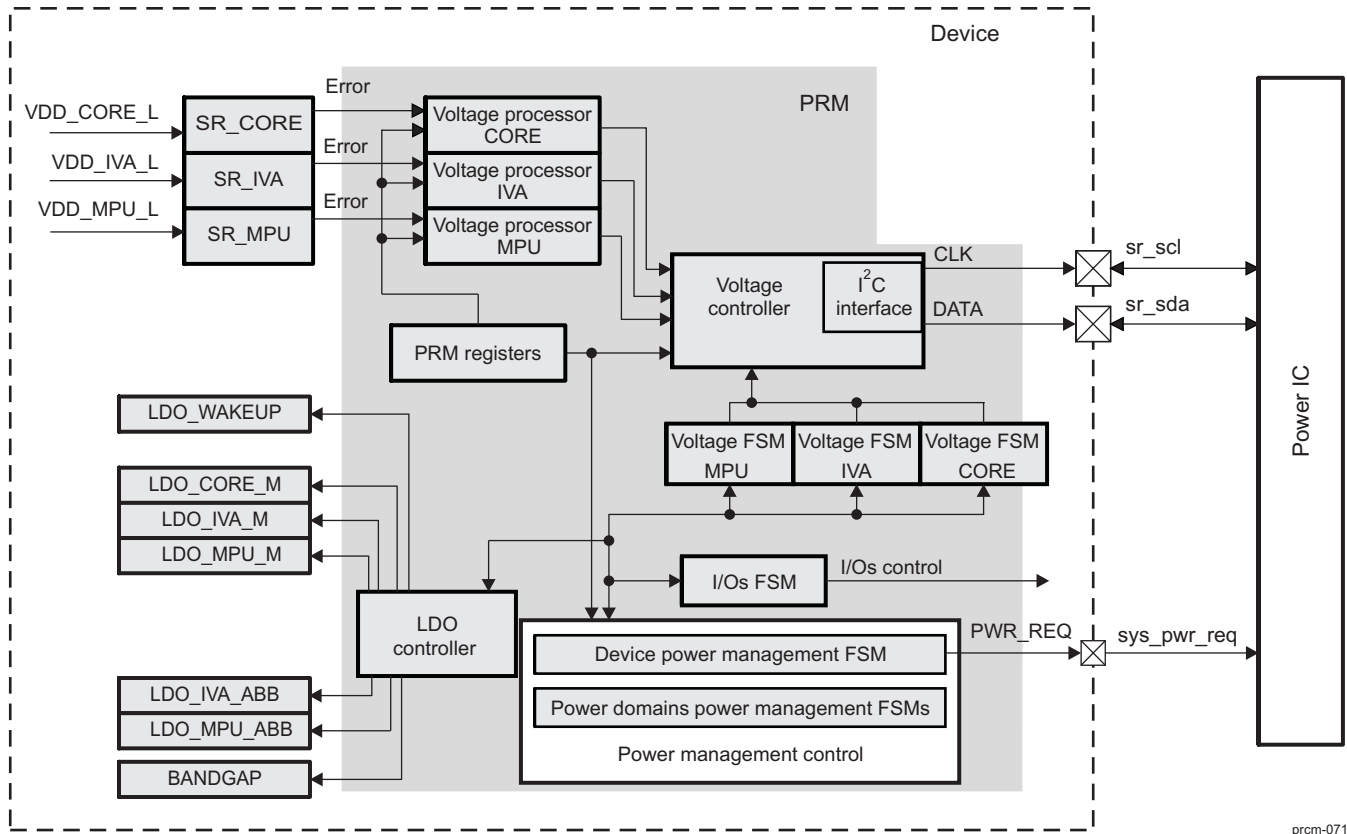 Device
PRM
VDD_CORE_L
VDD_IVA_L
VDD_MPU_L
SR_CORE
SR_IVA
SR_MPU
Error
Error
Error
Voltage processor
CORE
Voltage processor
IVA
Voltage processor
MPU
Voltage
controller
I2C
interface
CLK
DATA
sr_scl
sr_sda
Power IC
PRM registers
LDO_WAKEUP
LDO_CORE_M
LDO_IVA_M
LDO_MPU_M
Voltage FSM
MPU
Voltage FSM
IVA
Voltage FSM
CORE
I/Os FSM
I/Os control
LDO
controller
Device power management FSM
Power domains power management FSMs
Power management control
PWR_REQ
sys_pwr_req
LDO_IVA_ABB
LDO_MPU_ABB
BANDGAP
prcm-071